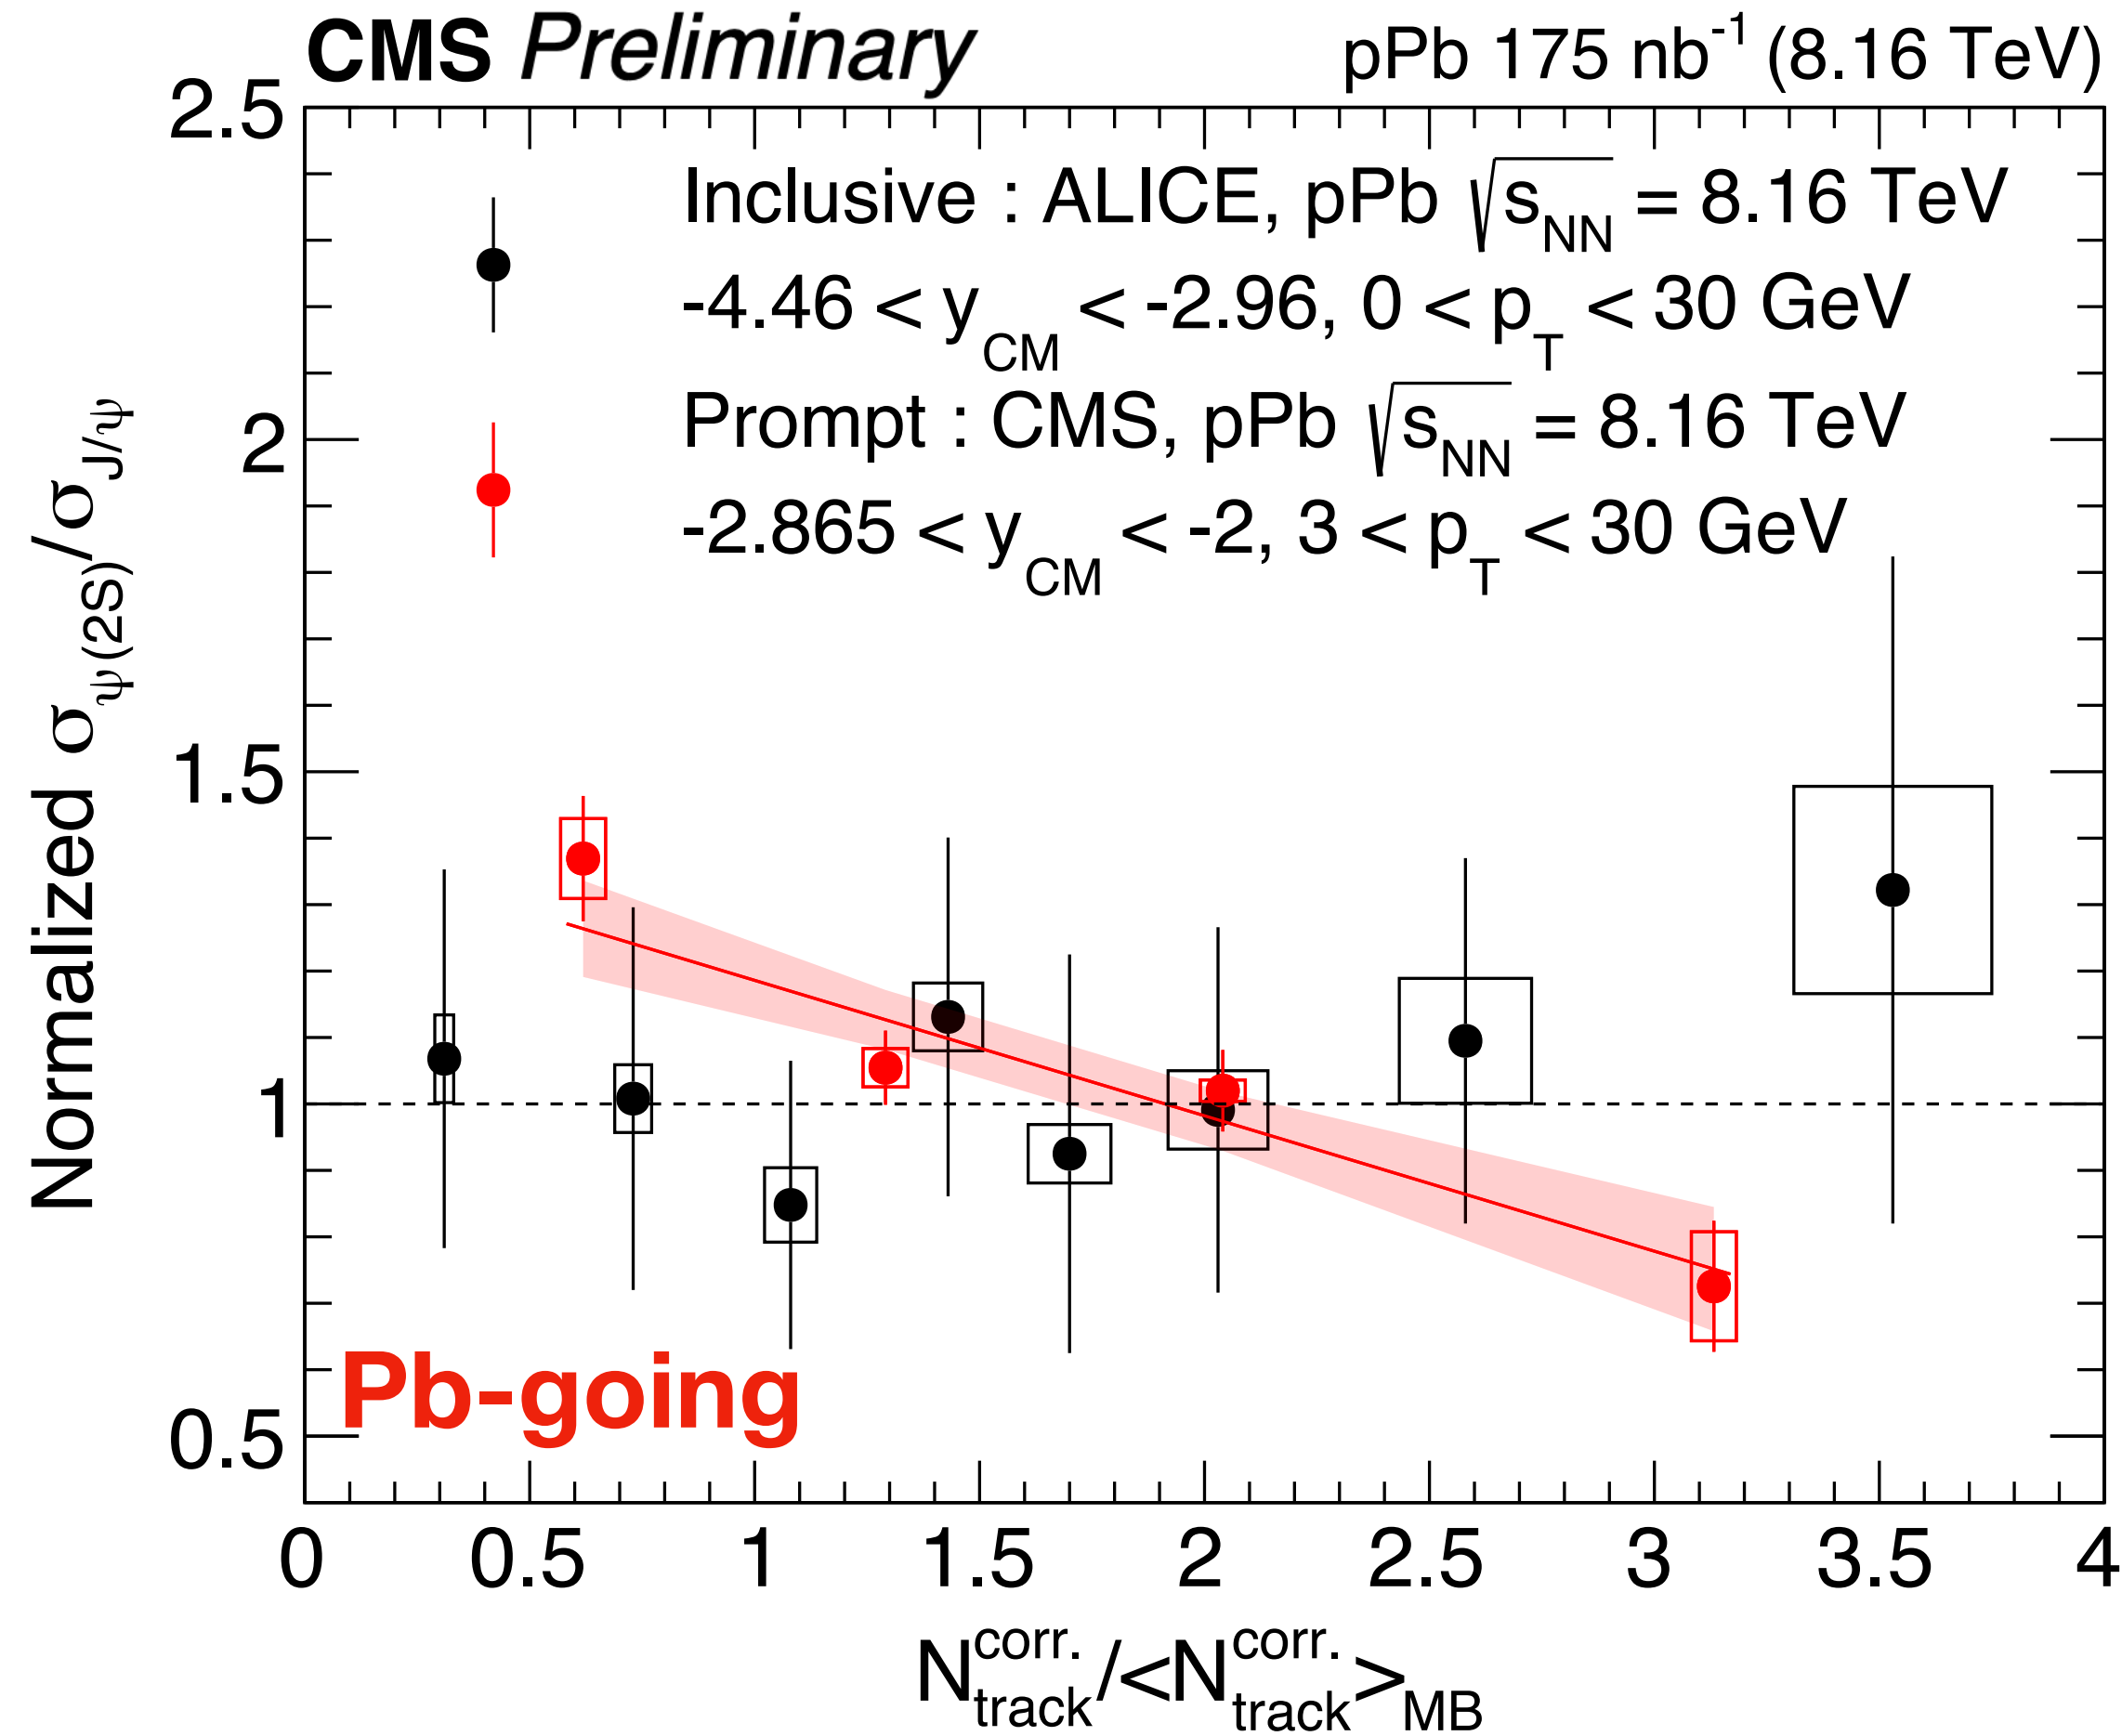 CMS Preliminary
pPb 175 nb⁻¹ (8.16 TeV)
2.5
2
1.5
1
0.5
Normalized σψ(2S)/σJ/ψ
Inclusive : ALICE, pPb √sNN = 8.16 TeV
-4.46 < yCM < -2.96, 0 < pT < 30 GeV
Prompt : CMS, pPb √sNN = 8.16 TeV
-2.865 < yCM < -2, 3 < pT < 30 GeV
Pb-going
0 0.5 1 1.5 2 2.5 3 3.5 4
Ncorr.track/<Ncorr.track>MB